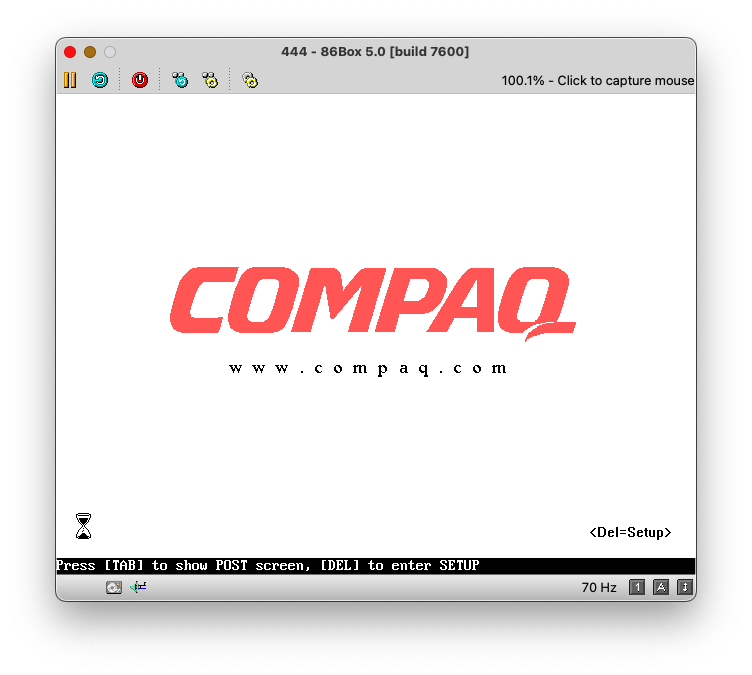 444 - 86Box 5.0 [build 7600]
100.1% - Click to capture mouse
COMPAQ
www.compaq.com
<Del=Setup>
Press [TAB] to show POST screen, [DEL] to enter SETUP
70 Hz 1 A